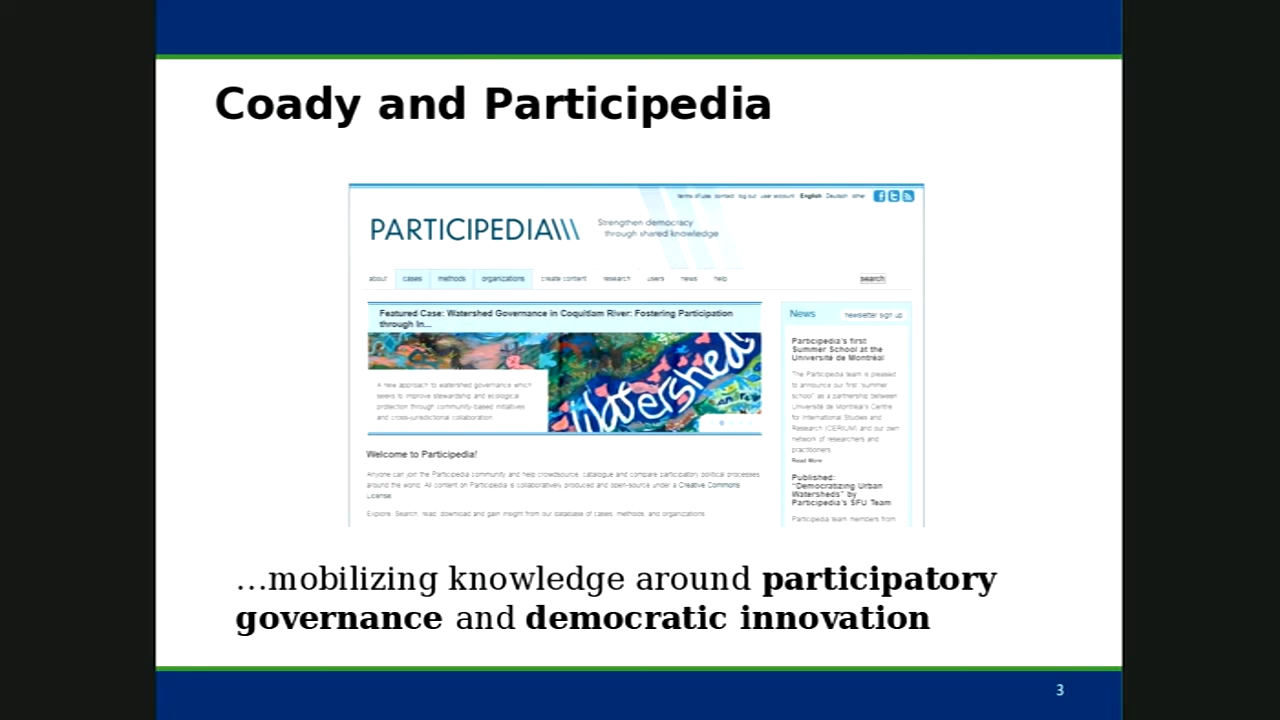 Coady and Participedia
terms of use contact log out user account English Deutsch other
PARTICIPEDIA\\\
Strengthen democracy
through shared knowledge
about cases methods organizations create content research users news help search
Featured Case: Watershed Governance in Coquitlam River: Fostering Participation
through In...
A new approach to watershed governance which
seeks to improve stewardship and ecological
protection through community-based initiatives
and cross-jurisdictional collaboration.
Watershed
Welcome to Participedia!
Anyone can join the Participedia community and help crowdsource, catalogue and compare participatory political processes
around the world. All content on Participedia is collaboratively produced and open-source under a Creative Commons
License.
Explore: Search, read, download and gain insight from our database of cases, methods, and organizations.
News newsletter sign up
Participedia's first
Summer School at the
Université de Montréal
The Participedia team is pleased
to announce our first "summer
school" as a partnership between
Université de Montréal's Centre
for International Studies and
Research (CERIUM) and our own
network of researchers and
practitioners.
Read More
Published:
"Democratizing Urban
Watersheds" by
Participedia's SFU Team
Participedia team members from
...mobilizing knowledge around participatory
governance and democratic innovation
3